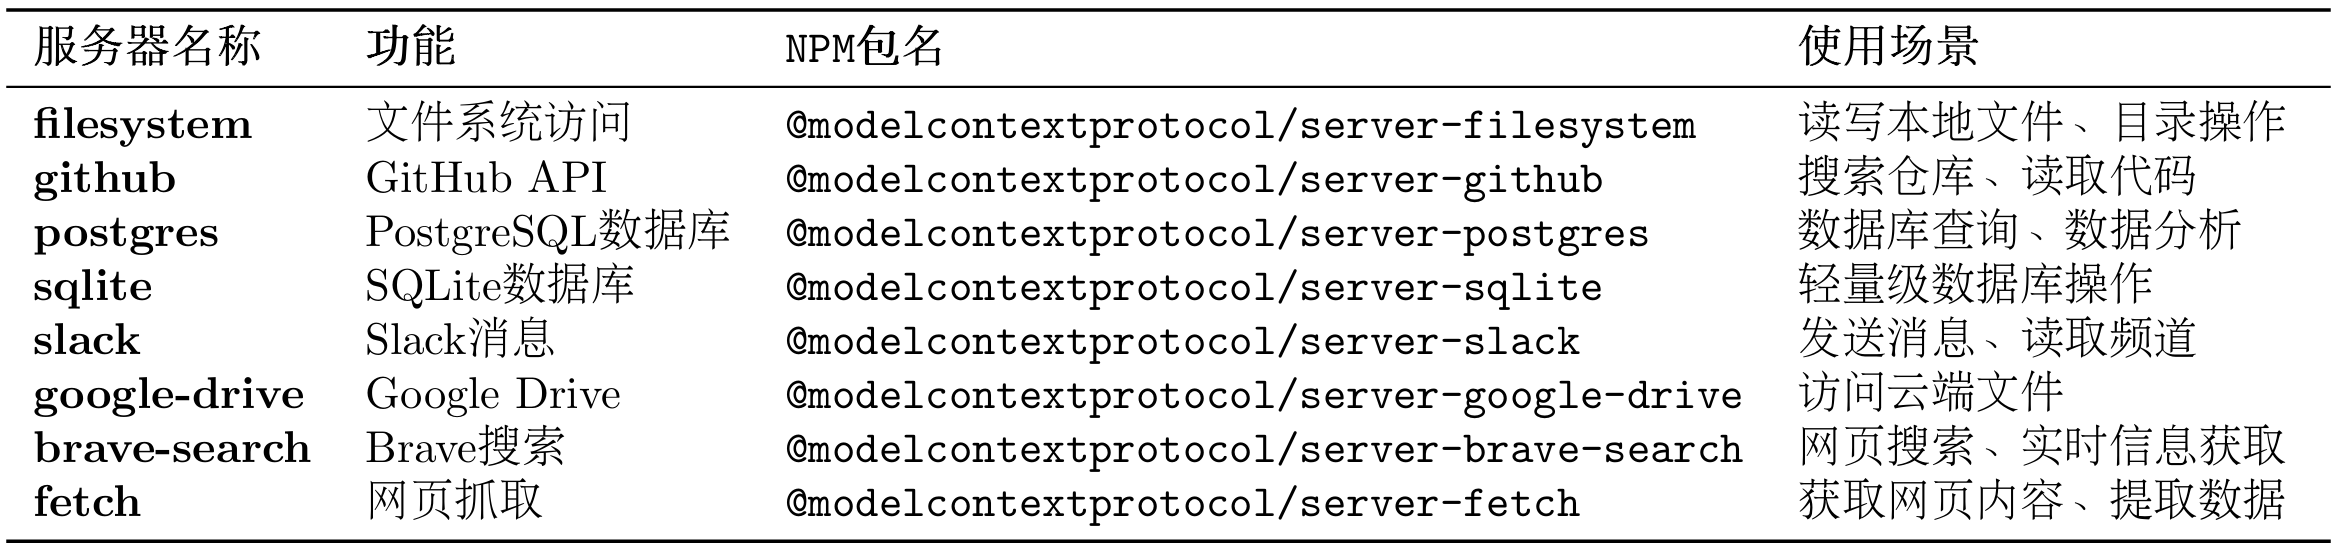 服务器名称 功能 NPM包名 使用场景
filesystem 文件系统访问 @modelcontextprotocol/server-filesystem 读写本地文件、目录操作
github GitHub API @modelcontextprotocol/server-github 搜索仓库、读取代码
postgres PostgreSQL数据库 @modelcontextprotocol/server-postgres 数据库查询、数据分析
sqlite SQLite数据库 @modelcontextprotocol/server-sqlite 轻量级数据库操作
slack Slack消息 @modelcontextprotocol/server-slack 发送消息、读取频道
google-drive Google Drive @modelcontextprotocol/server-google-drive 访问云端文件
brave-search Brave搜索 @modelcontextprotocol/server-brave-search 网页搜索、实时信息获取
fetch 网页抓取 @modelcontextprotocol/server-fetch 获取网页内容、提取数据